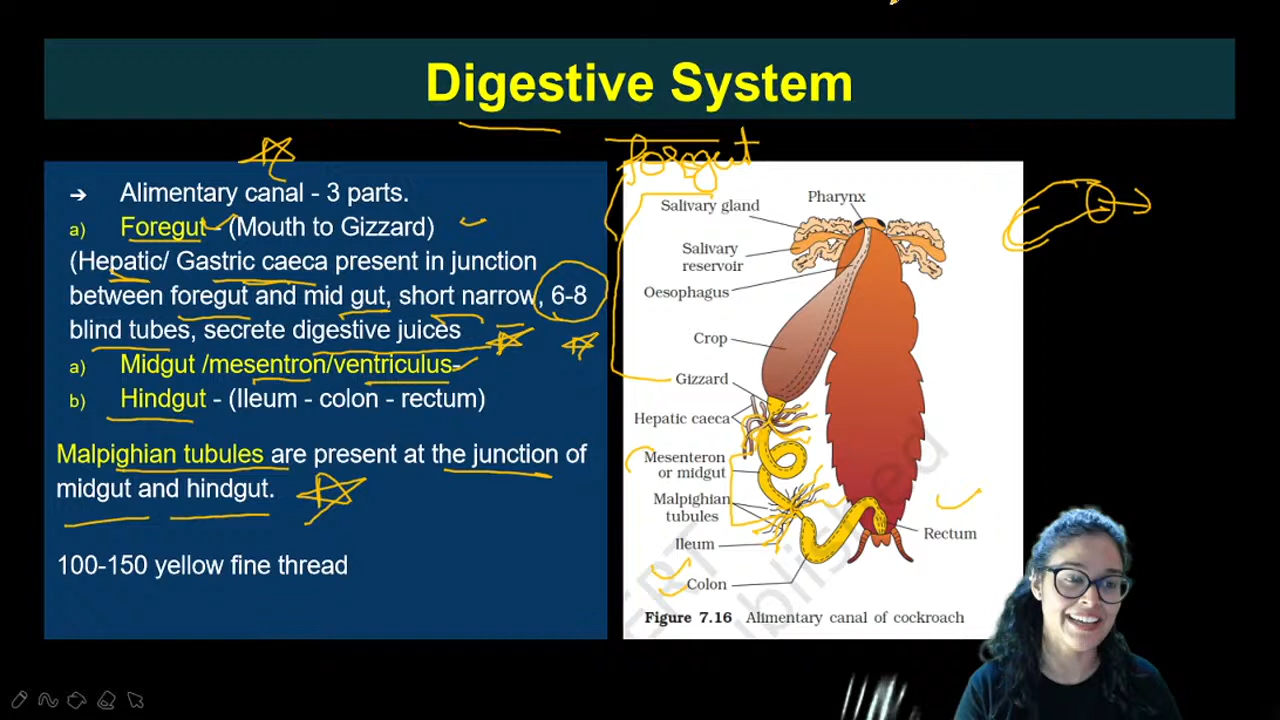 Digestive System
➔ Alimentary canal - 3 parts.
a) Foregut - (Mouth to Gizzard)
(Hepatic/ Gastric caeca present in junction
between foregut and mid gut, short narrow, 6-8
blind tubes, secrete digestive juices
a) Midgut /mesentron/ventriculus-
b) Hindgut - (Ileum - colon - rectum)
Malpighian tubules are present at the junction of
midgut and hindgut.
100-150 yellow fine thread
foregut
Pharynx
Salivary gland
Salivary
reservoir
Oesophagus
Crop
Gizzard
Hepatic caeca
Mesenteron
or midgut
Malpighian
tubules
Ileum
Colon
Rectum
Figure 7.16 Alimentary canal of cockroach